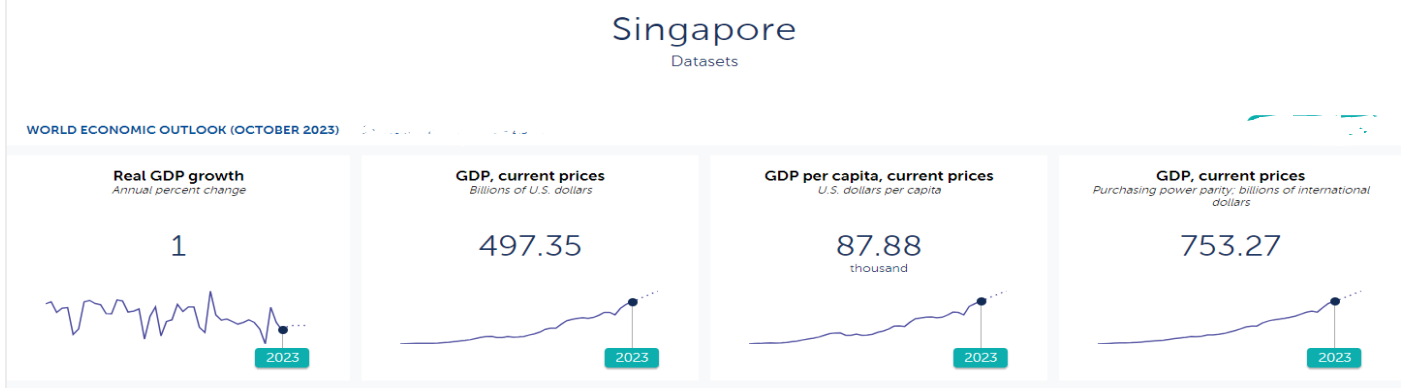 Singapore
Datasets
WORLD ECONOMIC OUTLOOK (OCTOBER 2023)
Real GDP growth
Annual percent change
1
2023
GDP, current prices
Billions of U.S. dollars
497.35
2023
GDP per capita, current prices
U.S. dollars per capita
87.88
thousand
2023
GDP, current prices
Purchasing power parity; billions of international
dollars
753.27
2023